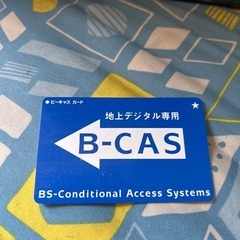 ● ビーキャス カード
地上デジタル専用
B-CAS
BS-Conditional Access Systems